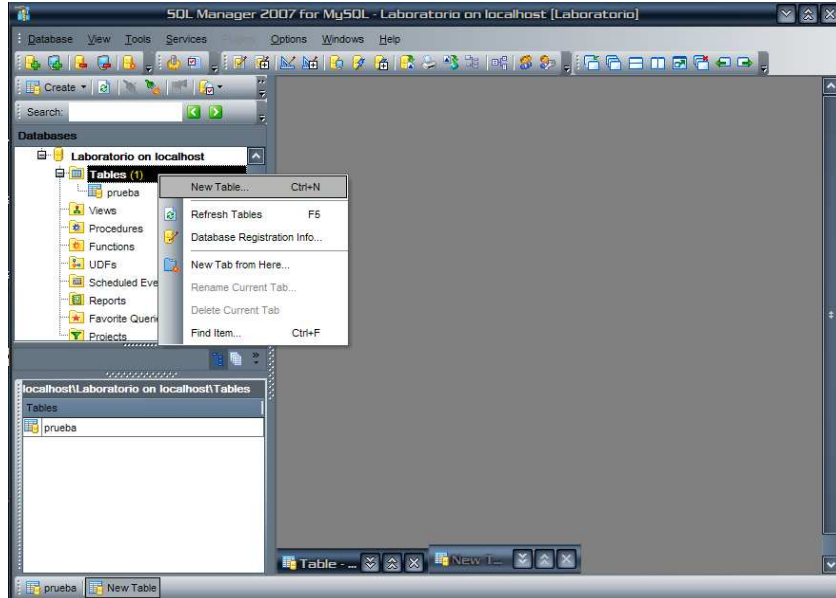 SQL Manager 2007 for MySQL - Laboratorio on localhost [Laboratorio]
Database View Tools Services Plugins Options Windows Help
Create
Search:
Databases
Laboratorio on localhost
Tables (1)
prueba
Views
Procedures
Functions
UDFs
Scheduled Eve
Reports
Favorite Queri
Projects
New Table... Ctrl+N
Refresh Tables F5
Database Registration Info...
New Tab from Here...
Rename Current Tab...
Delete Current Tab
Find Item... Ctrl+F
localhost\Laboratorio on localhost\Tables
Tables
prueba
Table - ...
New T...
prueba
New Table